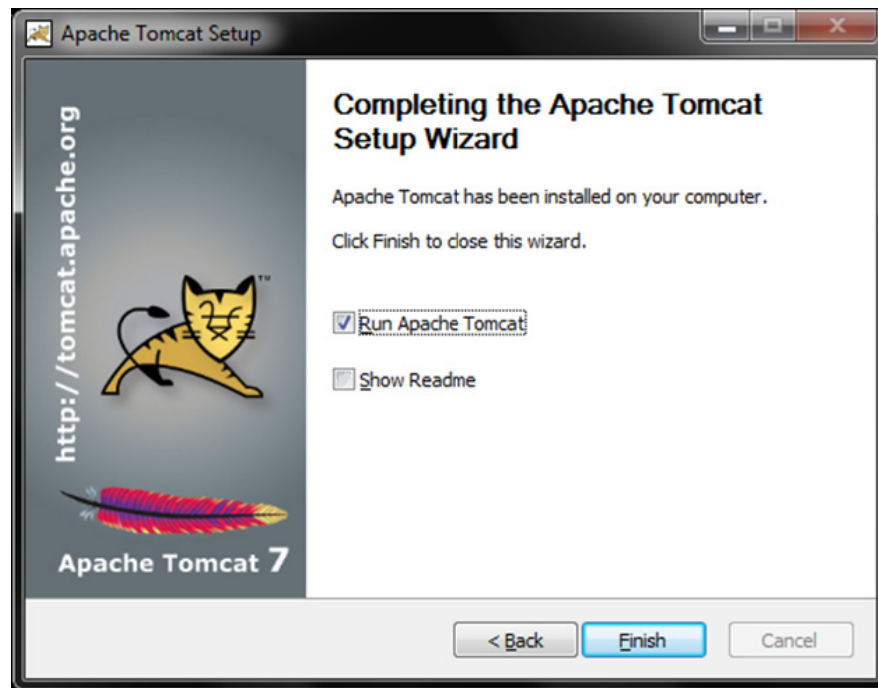 Apache Tomcat Setup
http://tomcat.apache.org
TM
Apache Tomcat 7
Completing the Apache Tomcat
Setup Wizard
Apache Tomcat has been installed on your computer.
Click Finish to close this wizard.
Run Apache Tomcat
Show Readme
< Back
Finish
Cancel